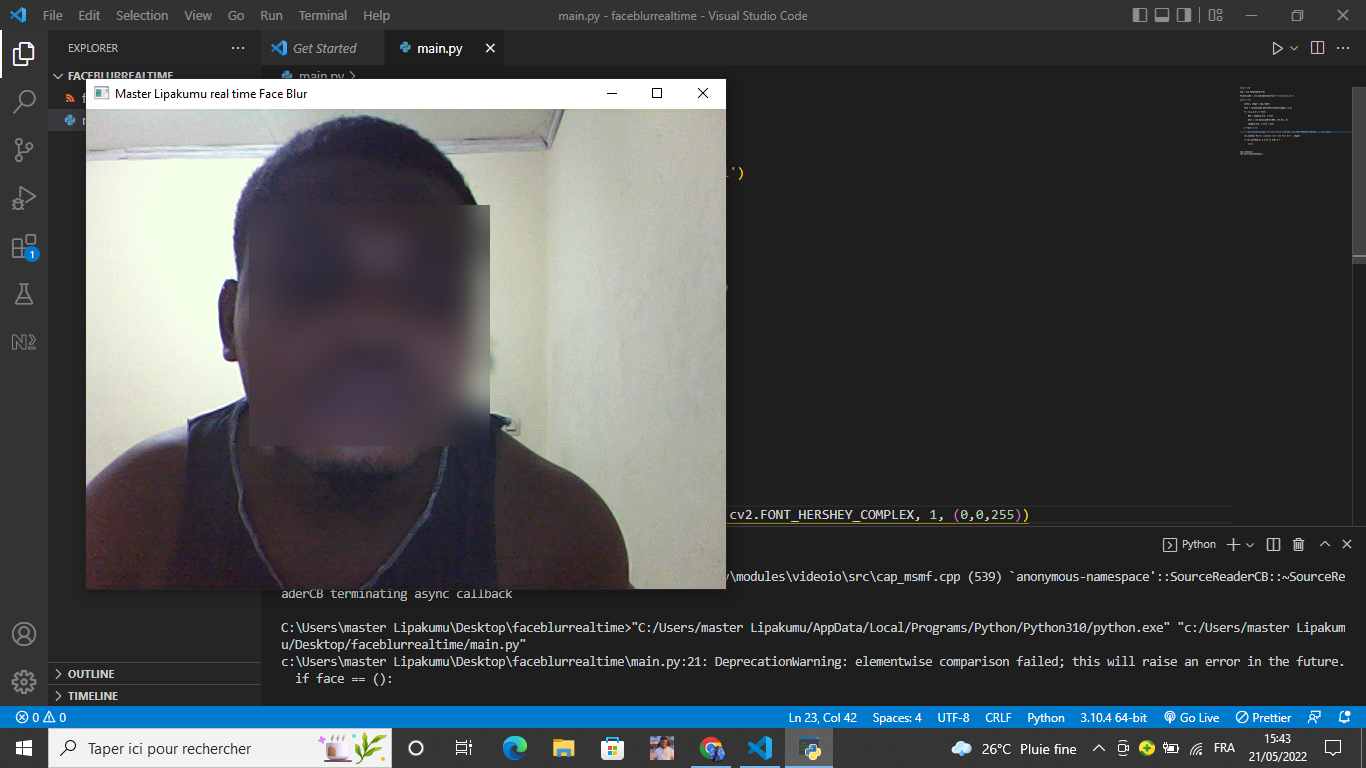 File Edit Selection View Go Run Terminal Help
main.py - faceblurrealtime - Visual Studio Code
EXPLORER
Get Started
main.py
FACEBLURREALTIME
main.py
Master Lipakumu real time Face Blur
')
cv2.FONT_HERSHEY_COMPLEX, 1, (0,0,255))
Python
\modules\videoio\src\cap_msmf.cpp (539) `anonymous-namespace'::SourceReaderCB::~SourceRe
aderCB terminating async callback
C:\Users\master Lipakumu\Desktop\faceblurrealtime>"C:/Users/master Lipakumu/AppData/Local/Programs/Python/Python310/python.exe" "c:/Users/master Lipakum
u/Desktop/faceblurrealtime/main.py"
c:\Users\master Lipakumu\Desktop\faceblurrealtime\main.py:21: DeprecationWarning: elementwise comparison failed; this will raise an error in the future.
if face == ():
OUTLINE
TIMELINE
1
0 0
Ln 23, Col 42 Spaces: 4 UTF-8 CRLF Python 3.10.4 64-bit Go Live Prettier
Taper ici pour rechercher
26°C Pluie fine
FRA
15:43
21/05/2022